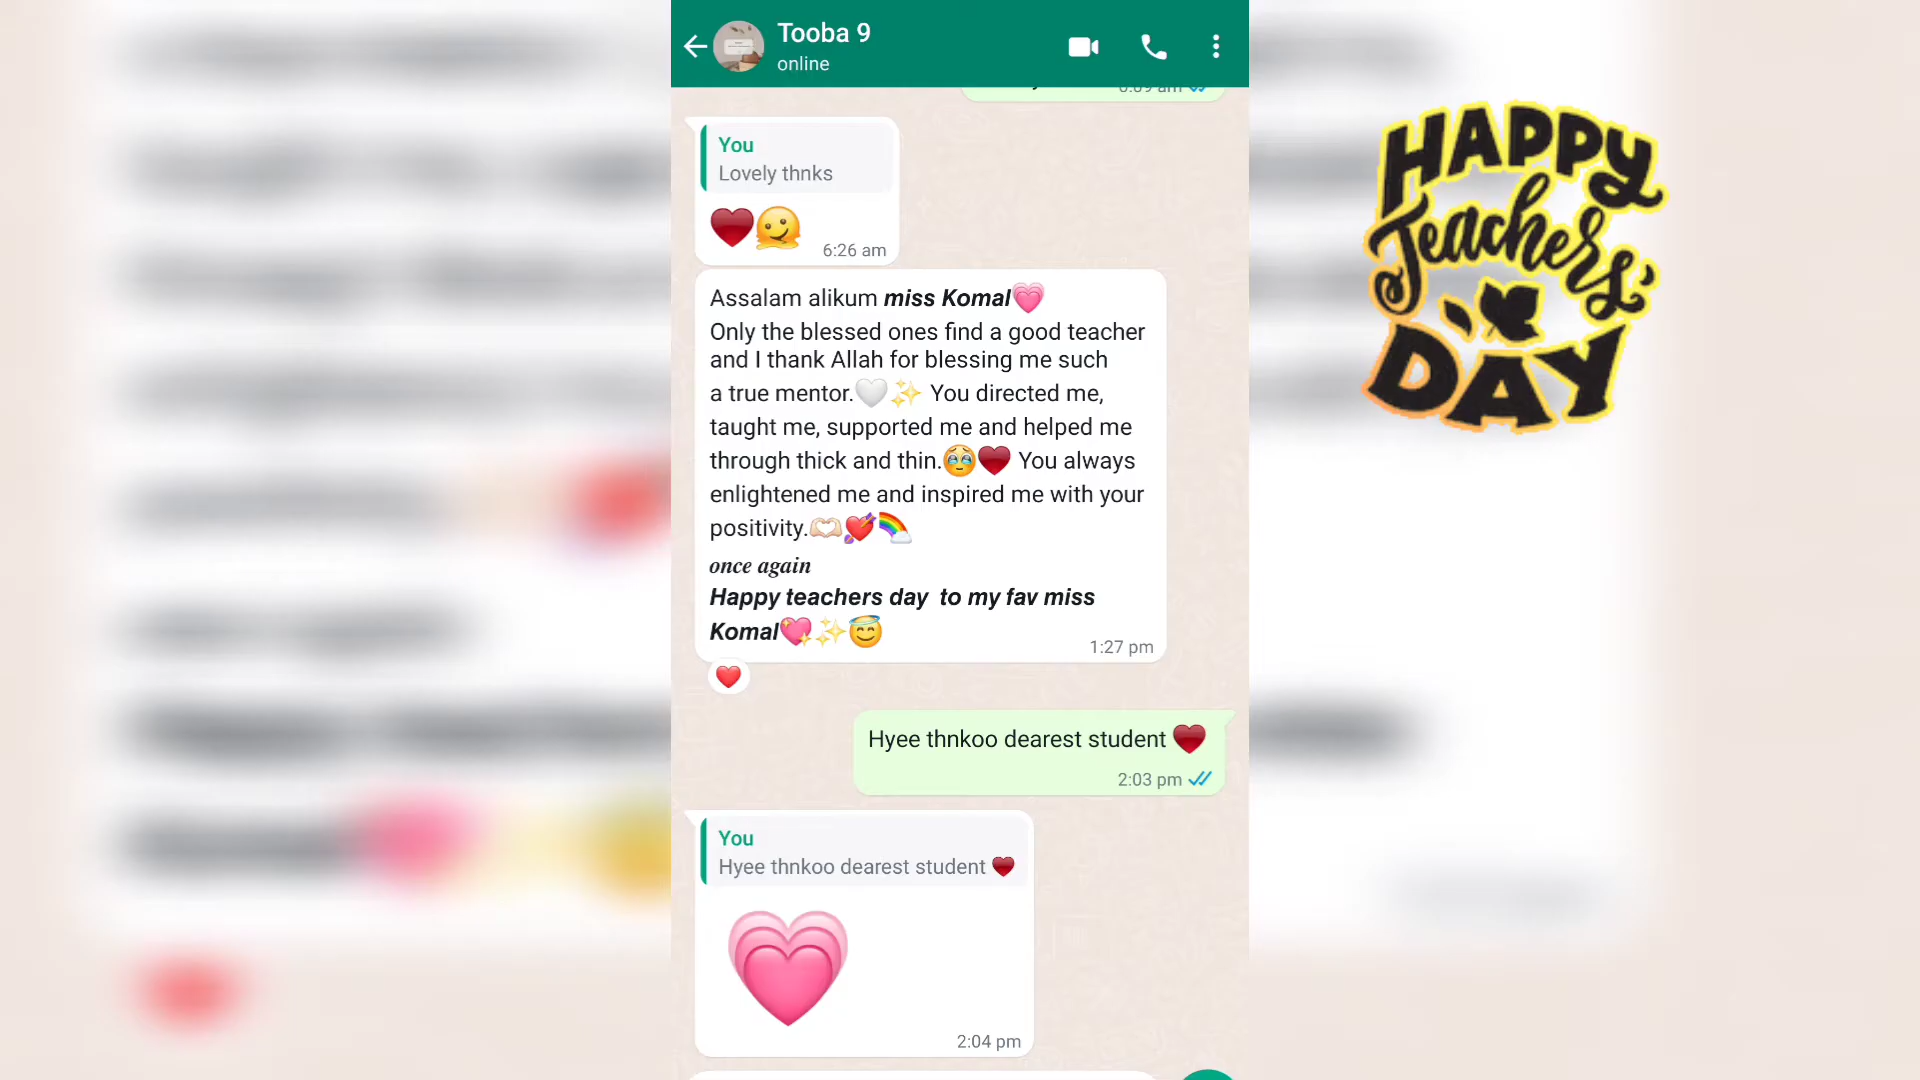 Tooba 9
online
You
Lovely thnks
❤️🫠
6:26 am
Assalam alikum miss Komal💗
Only the blessed ones find a good teacher
and I thank Allah for blessing me such
a true mentor.🤍✨ You directed me,
taught me, supported me and helped me
through thick and thin.🥹❤️ You always
enlightened me and inspired me with your
positivity.🫶🏻💘🌈
once again
Happy teachers day  to my fav miss
Komal💖✨😇
1:27 pm
❤️
Hyee thnkoo dearest student ❤️
2:03 pm
You
Hyee thnkoo dearest student ❤️
💗
2:04 pm
HAPPY
Teachers'
DAY